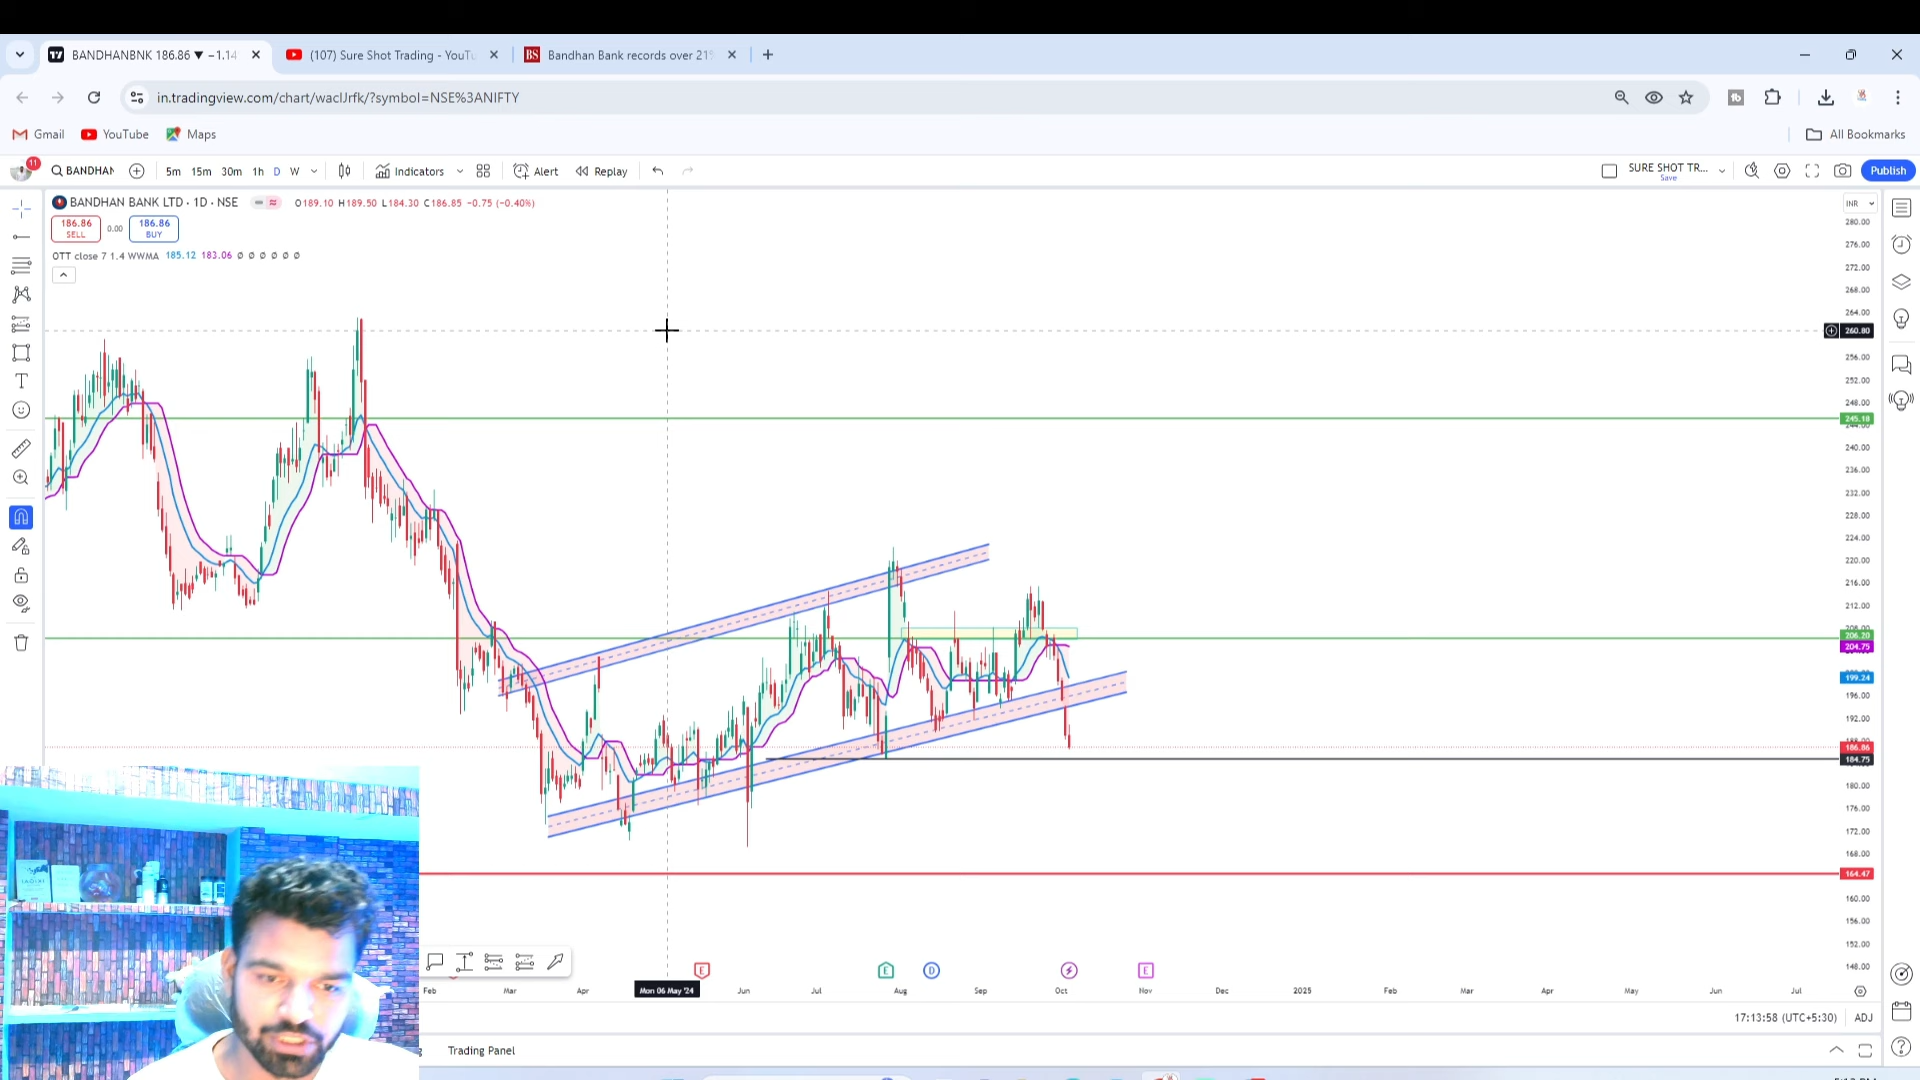 BANDHANBNK 186.86 ▼ −1.14
(107) Sure Shot Trading - YouTu
Bandhan Bank records over 21
in.tradingview.com/chart/waclJrfk/?symbol=NSE%3ANIFTY
Gmail
YouTube
Maps
All Bookmarks
11
BANDHAN
5m
15m
30m
1h
D
W
Indicators
Alert
Replay
SURE SHOT TR...
Save
Publish
BANDHAN BANK LTD · 1D · NSE
O189.10 H189.50 L184.30 C186.85 −0.75 (−0.40%)
186.86
SELL
0.00
186.86
BUY
OTT close 7 1.4 WWMA 185.12 183.06 ∅ ∅ ∅ ∅ ∅ ∅
INR
280.00
276.00
272.00
268.00
264.00
260.80
256.00
252.00
248.00
245.18
240.00
236.00
232.00
228.00
224.00
220.00
216.00
212.00
206.20
204.75
199.24
196.00
192.00
186.86
184.75
180.00
176.00
172.00
168.00
164.47
160.00
156.00
152.00
148.00
E
E
D
E
Feb
Mar
Apr
Mon 06 May '24
Jun
Jul
Aug
Sep
Oct
Nov
Dec
2025
Feb
Mar
Apr
May
Jun
Jul
17:13:58 (UTC+5:30)
ADJ
Trading Panel